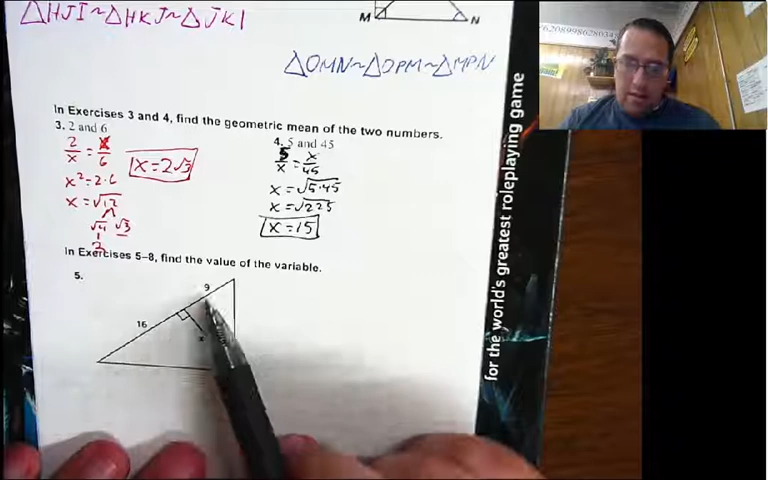 △HJI~△HKJ~△JKI
M N
△OMN~△OPM~△MPN
In Exercises 3 and 4, find the geometric mean of the two numbers.
3. 2 and 6
2/x = x/6
x=2√3
x²=2·6
x=√12
√4 √3
2
4. 5 and 45
5/x = x/45
x=√5·45
x=√225
x=15
In Exercises 5–8, find the value of the variable.
5.
9
16
x
for the world's greatest roleplaying game